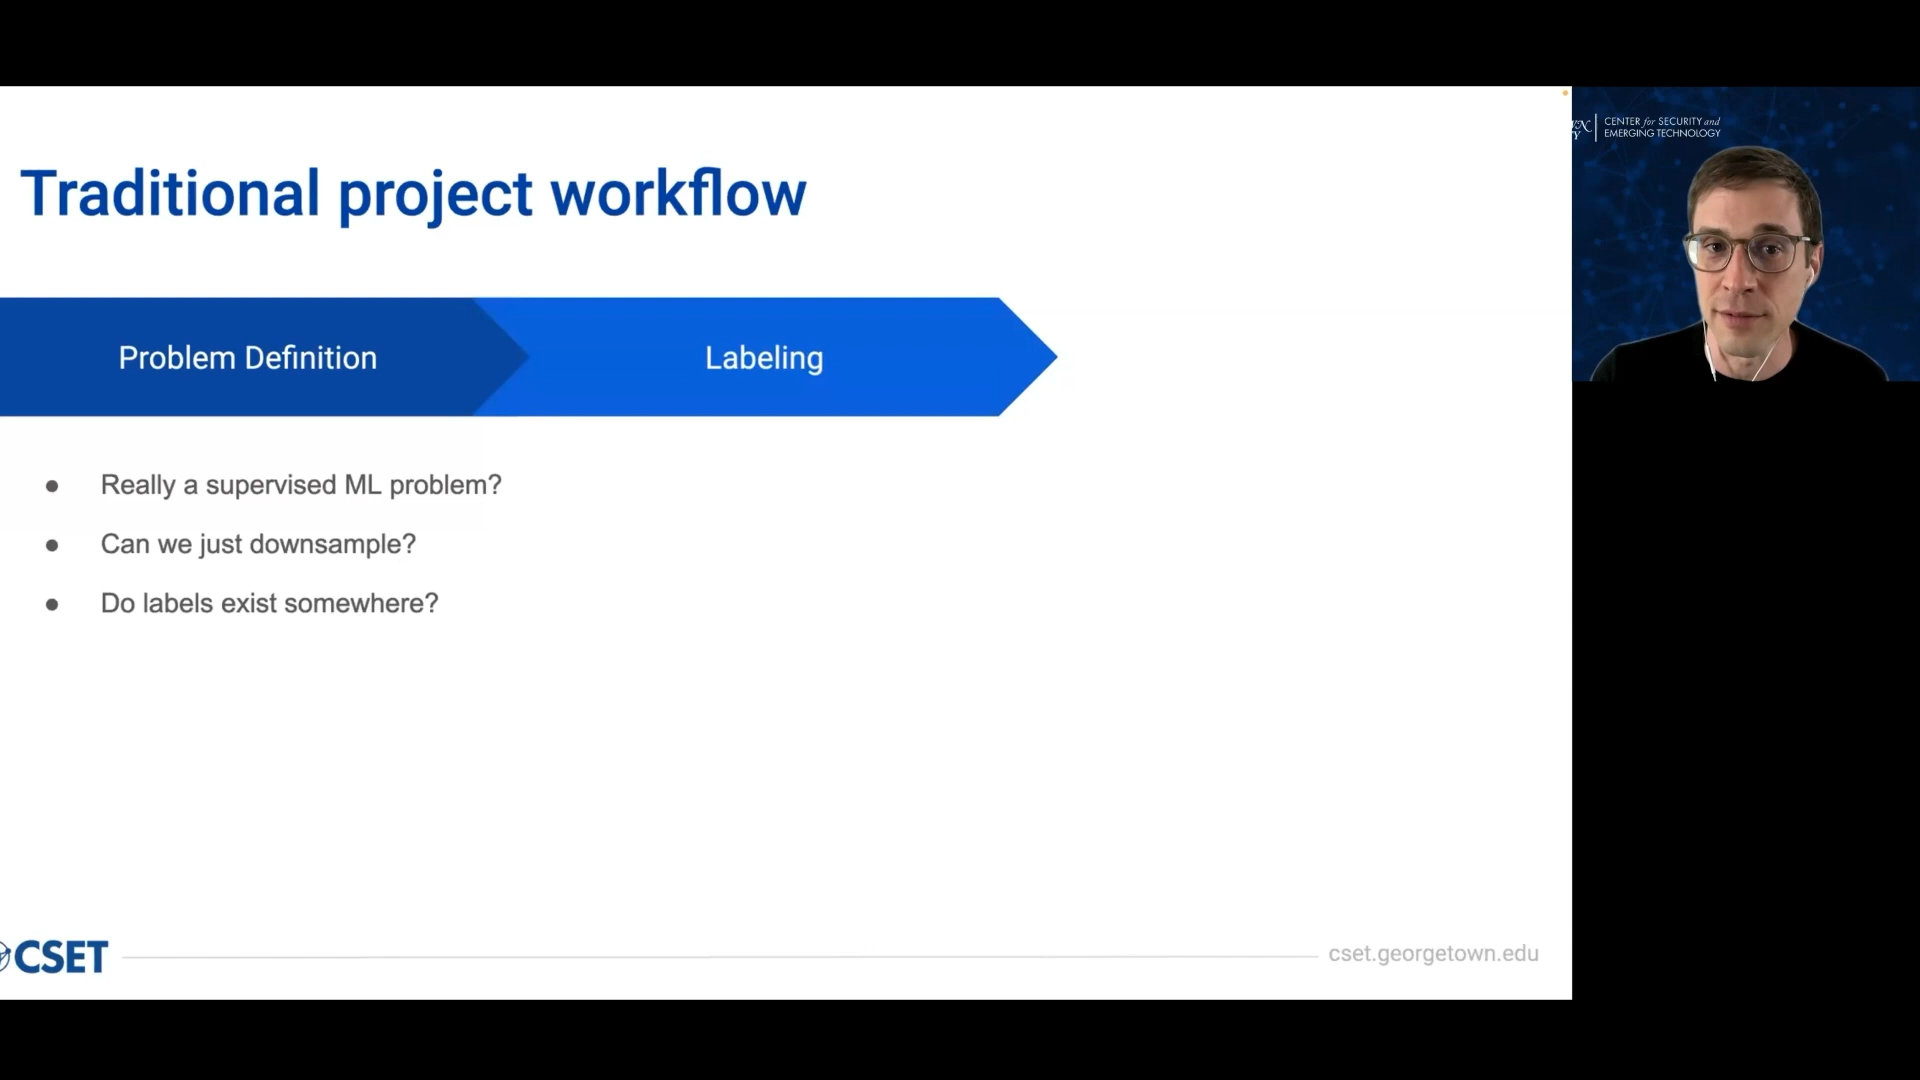 Traditional project workflow
Problem Definition
Labeling
● Really a supervised ML problem?
● Can we just downsample?
● Do labels exist somewhere?
CSET
cset.georgetown.edu
CENTER for SECURITY and
EMERGING TECHNOLOGY